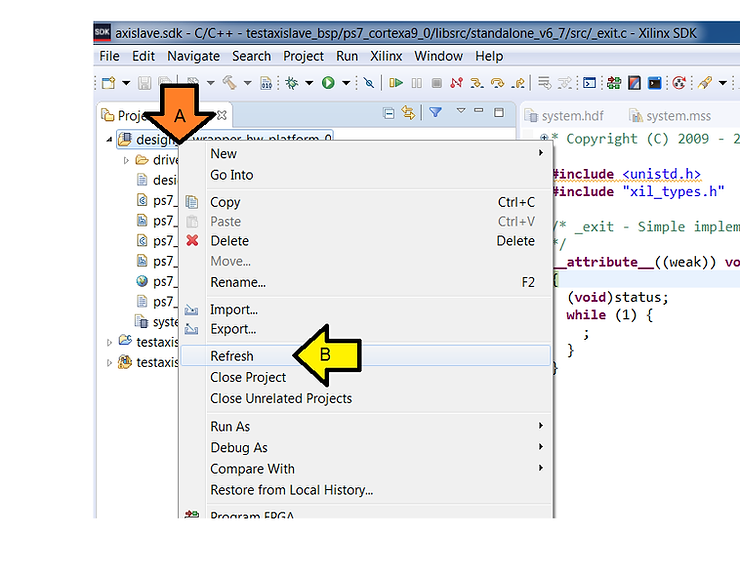 SDK axislave.sdk - C/C++ - testaxislave_bsp/ps7_cortexa9_0/libsrc/standalone_v6_7/src/_exit.c - Xilinx SDK
File Edit Navigate Search Project Run Xilinx Window Help
Proj
A
system.hdf system.mss
design_ wrapper_hw_platform_0
drive
desi
ps7_
ps7_
ps7_
ps7_
ps7_
ps7_
syste
testaxis
testaxis
New
Go Into
Copy Ctrl+C
Paste Ctrl+V
Delete Delete
Move...
Rename... F2
Import...
Export...
Refresh
B
Close Project
Close Unrelated Projects
Run As
Debug As
Compare With
Restore from Local History...
Program FPGA
* Copyright (C) 2009 - 2
#include <unistd.h>
#include "xil_types.h"
/* _exit - Simple implem
*/
__attribute__((weak)) vo
{
(void)status;
while (1) {
;
}
}